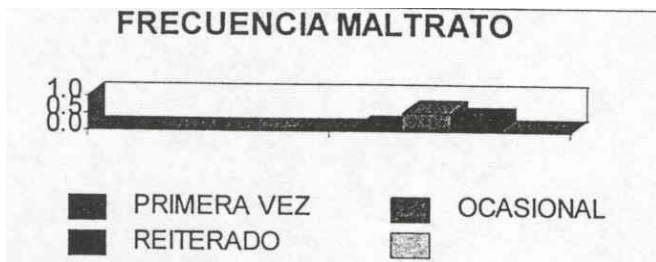 FRECUENCIA MALTRATO
1.0
0.5
0.0
PRIMERA VEZ
OCASIONAL
REITERADO